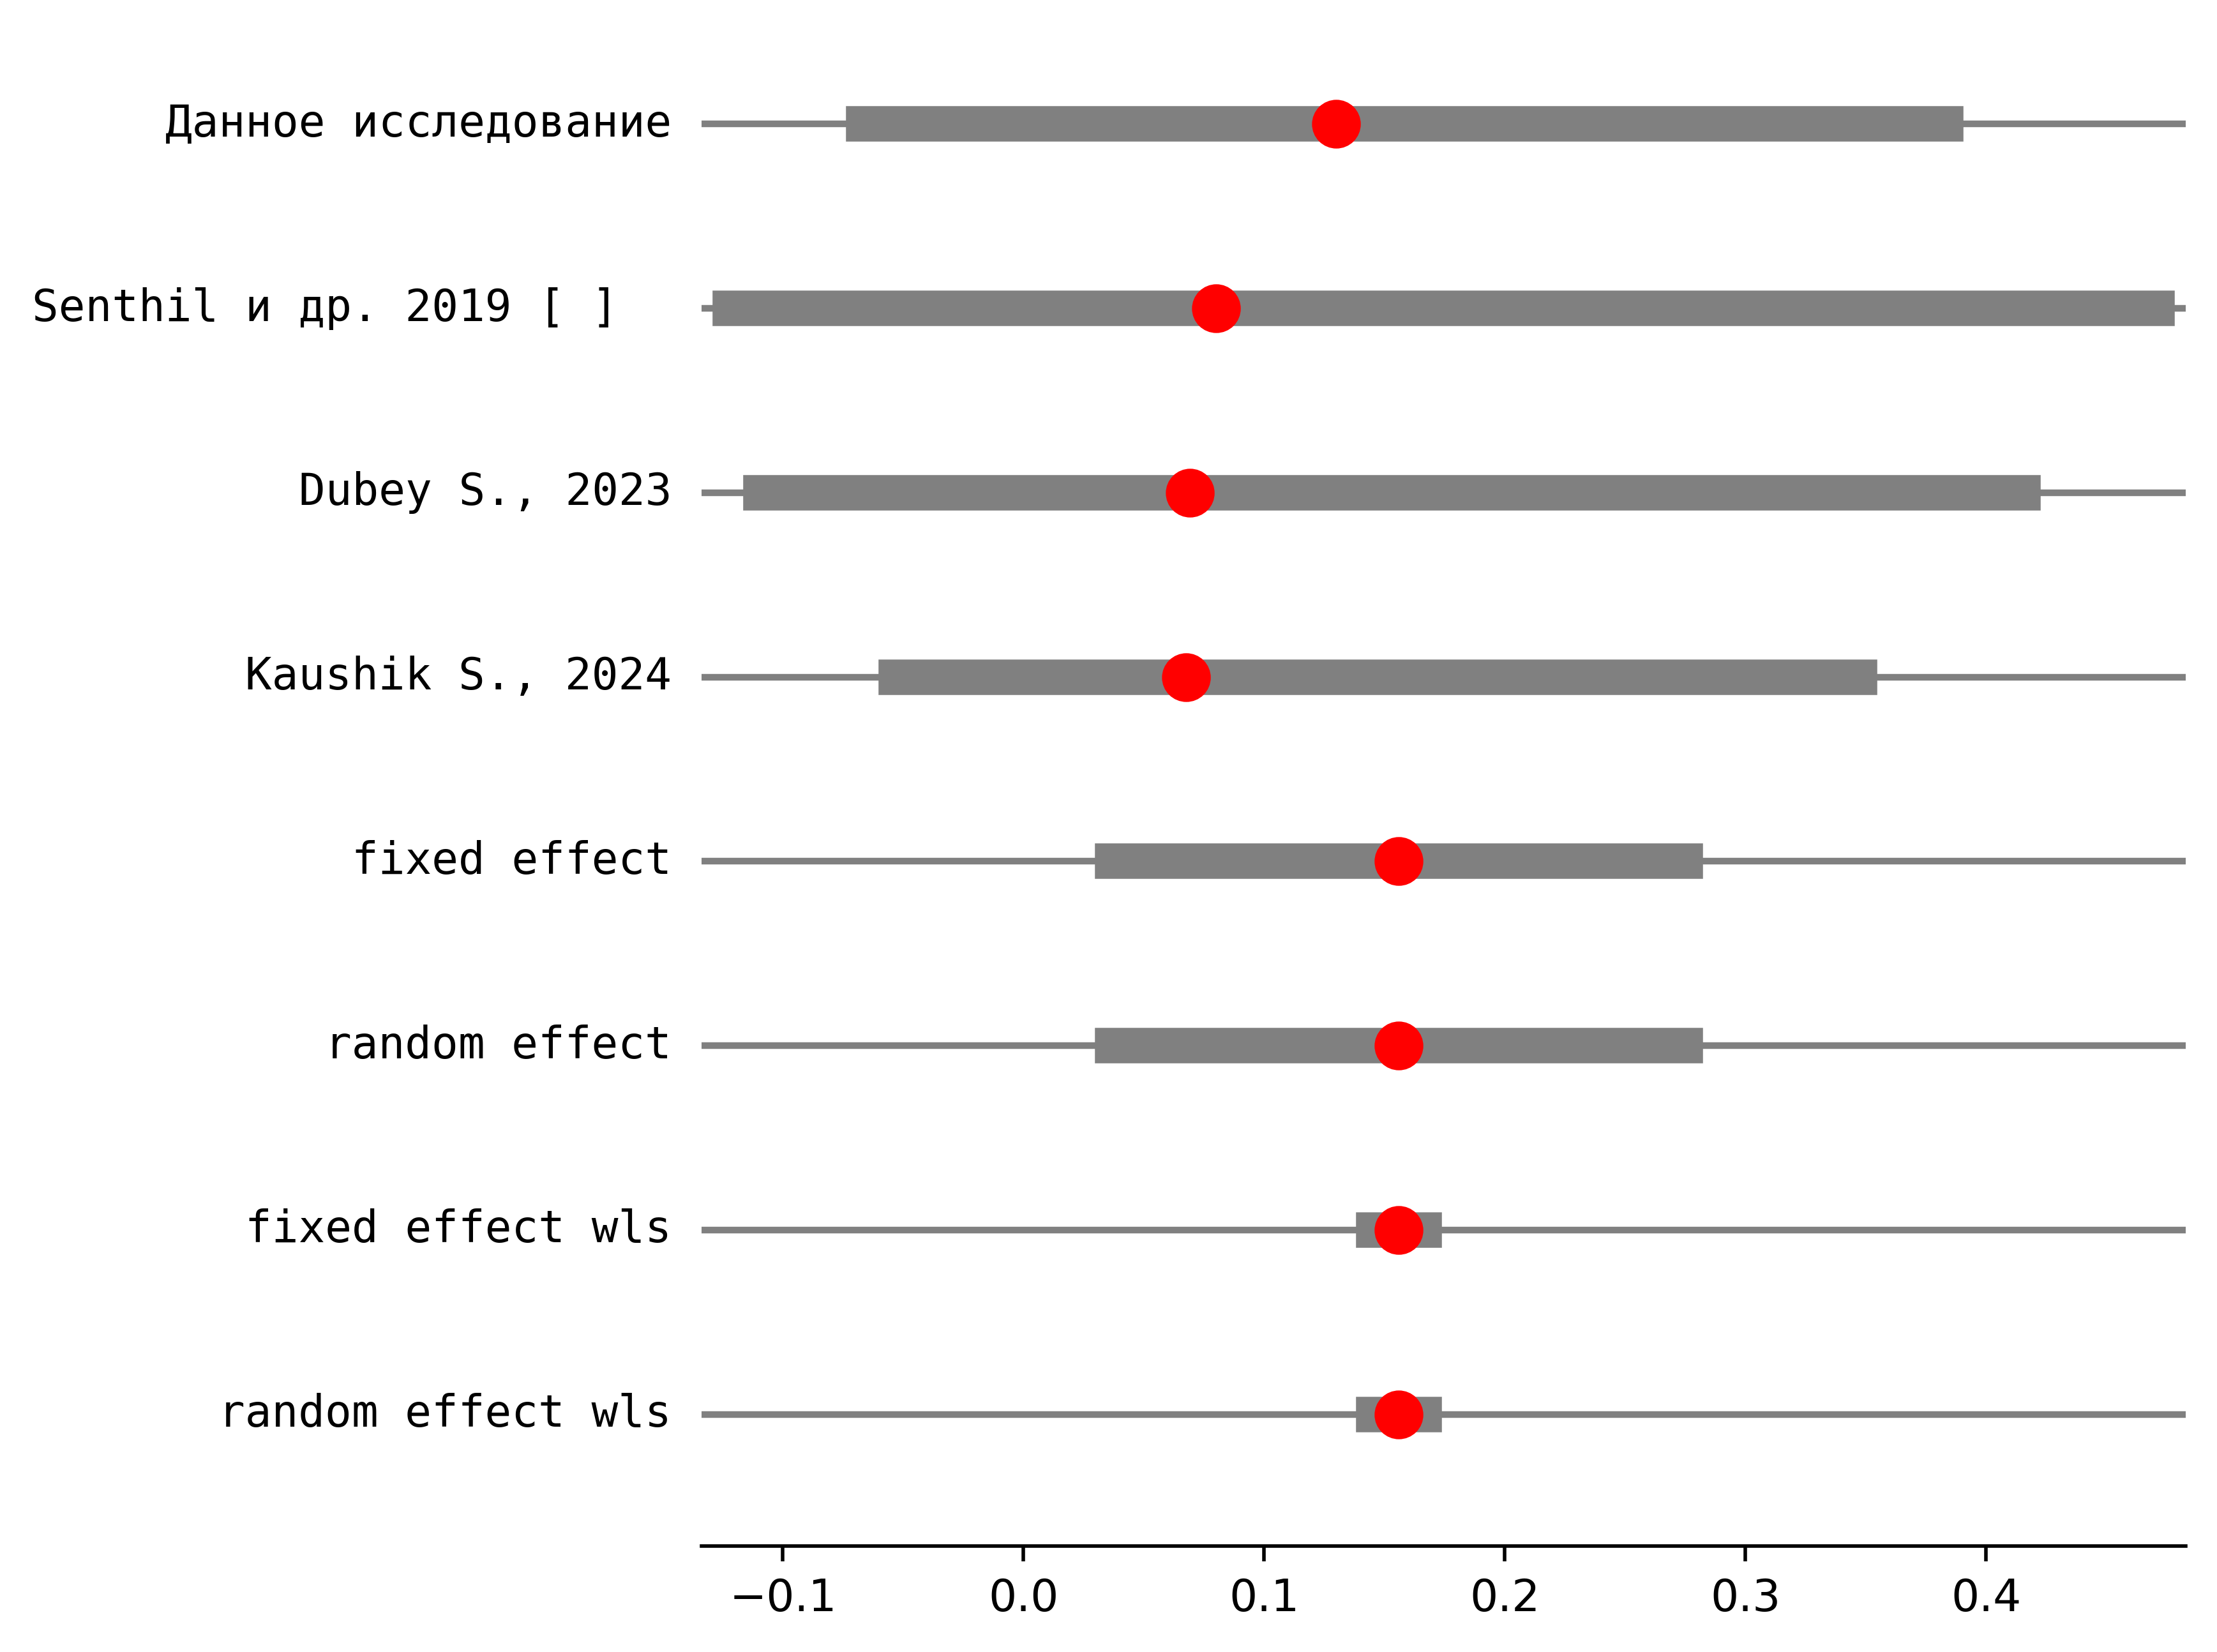 Данное исследование
Senthil и др. 2019 [ ]
Dubey S., 2023
Kaushik S., 2024
fixed effect
random effect
fixed effect wls
random effect wls
−0.1 0.0 0.1 0.2 0.3 0.4